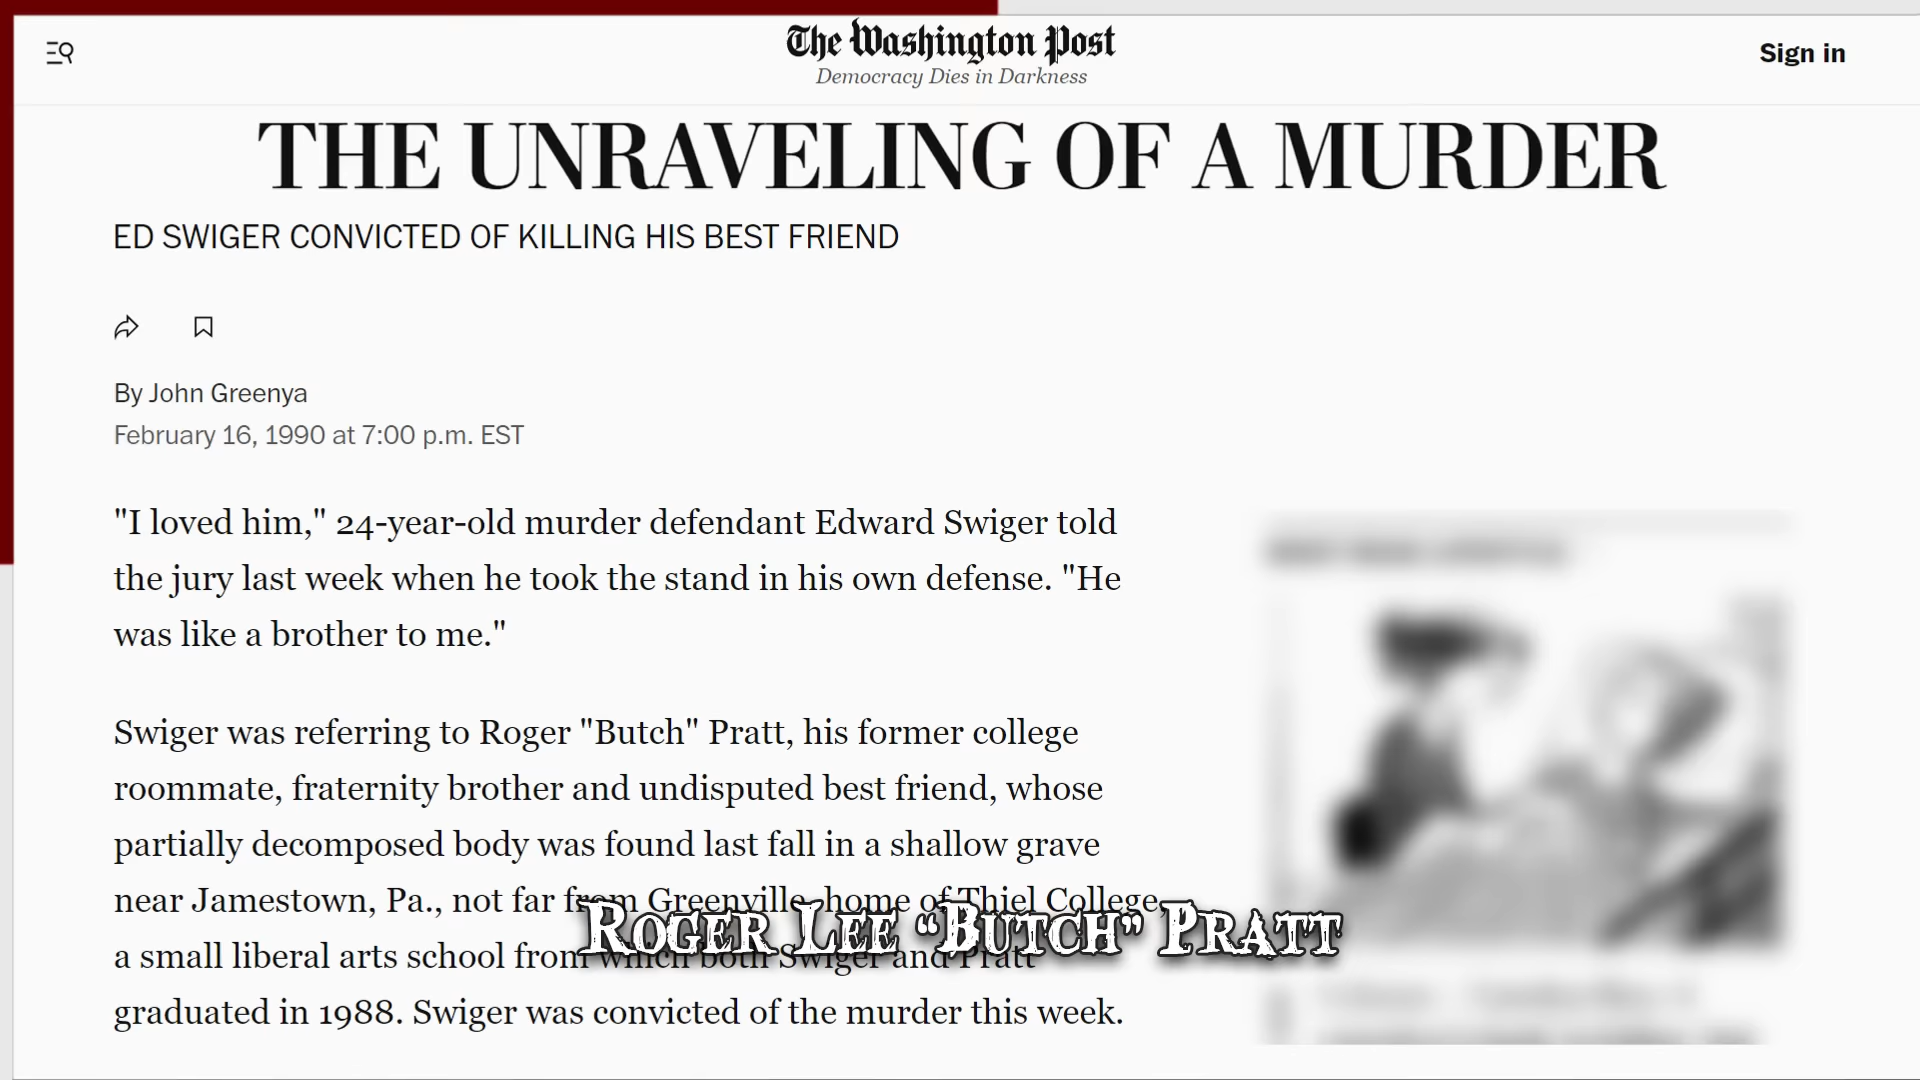 The Washington Post
Democracy Dies in Darkness
Sign in
THE UNRAVELING OF A MURDER
ED SWIGER CONVICTED OF KILLING HIS BEST FRIEND
By John Greenya
February 16, 1990 at 7:00 p.m. EST
"I loved him," 24-year-old murder defendant Edward Swiger told
the jury last week when he took the stand in his own defense. "He
was like a brother to me."
Swiger was referring to Roger "Butch" Pratt, his former college
roommate, fraternity brother and undisputed best friend, whose
partially decomposed body was found last fall in a shallow grave
near Jamestown, Pa., not far from Greenville, home of Thiel College,
a small liberal arts school from which both Swiger and Pratt
graduated in 1988. Swiger was convicted of the murder this week.
Roger Lee “Butch” Pratt